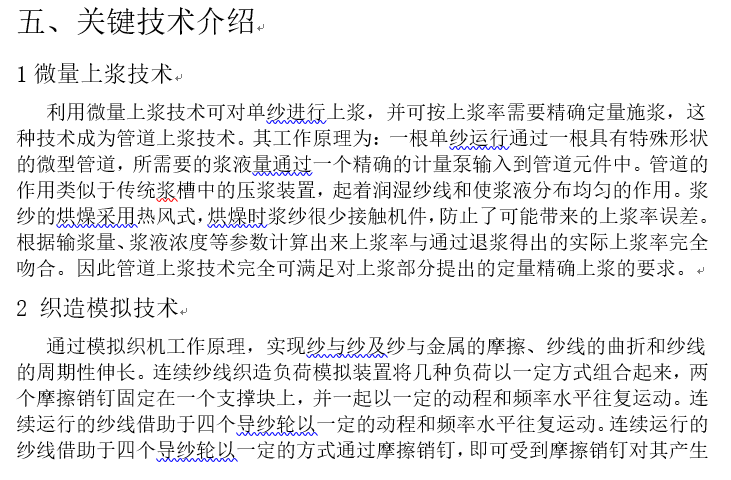 五、关键技术介绍
1 微量上浆技术
利用微量上浆技术可对单纱进行上浆，并可按上浆率需要精确定量施浆，这
种技术成为管道上浆技术。其工作原理为：一根单纱运行通过一根具有特殊形状
的微型管道，所需要的浆液量通过一个精确的计量泵输入到管道元件中。管道的
作用类似于传统浆槽中的压浆装置，起着润湿纱线和使浆液分布均匀的作用。浆
纱的烘燥采用热风式，烘燥时浆纱很少接触机件，防止了可能带来的上浆率误差。
根据输浆量、浆液浓度等参数计算出来上浆率与通过退浆得出的实际上浆率完全
吻合。因此管道上浆技术完全可满足对上浆部分提出的定量精确上浆的要求。
2 织造模拟技术
通过模拟织机工作原理，实现纱与纱及纱与金属的摩擦、纱线的曲折和纱线
的周期性伸长。连续纱线织造负荷模拟装置将几种负荷以一定方式组合起来，两
个摩擦销钉固定在一个支撑块上，并一起以一定的动程和频率水平往复运动。连
续运行的纱线借助于四个导纱轮以一定的动程和频率水平往复运动。连续运行的
纱线借助于四个导纱轮以一定的方式通过摩擦销钉，即可受到摩擦销钉对其产生